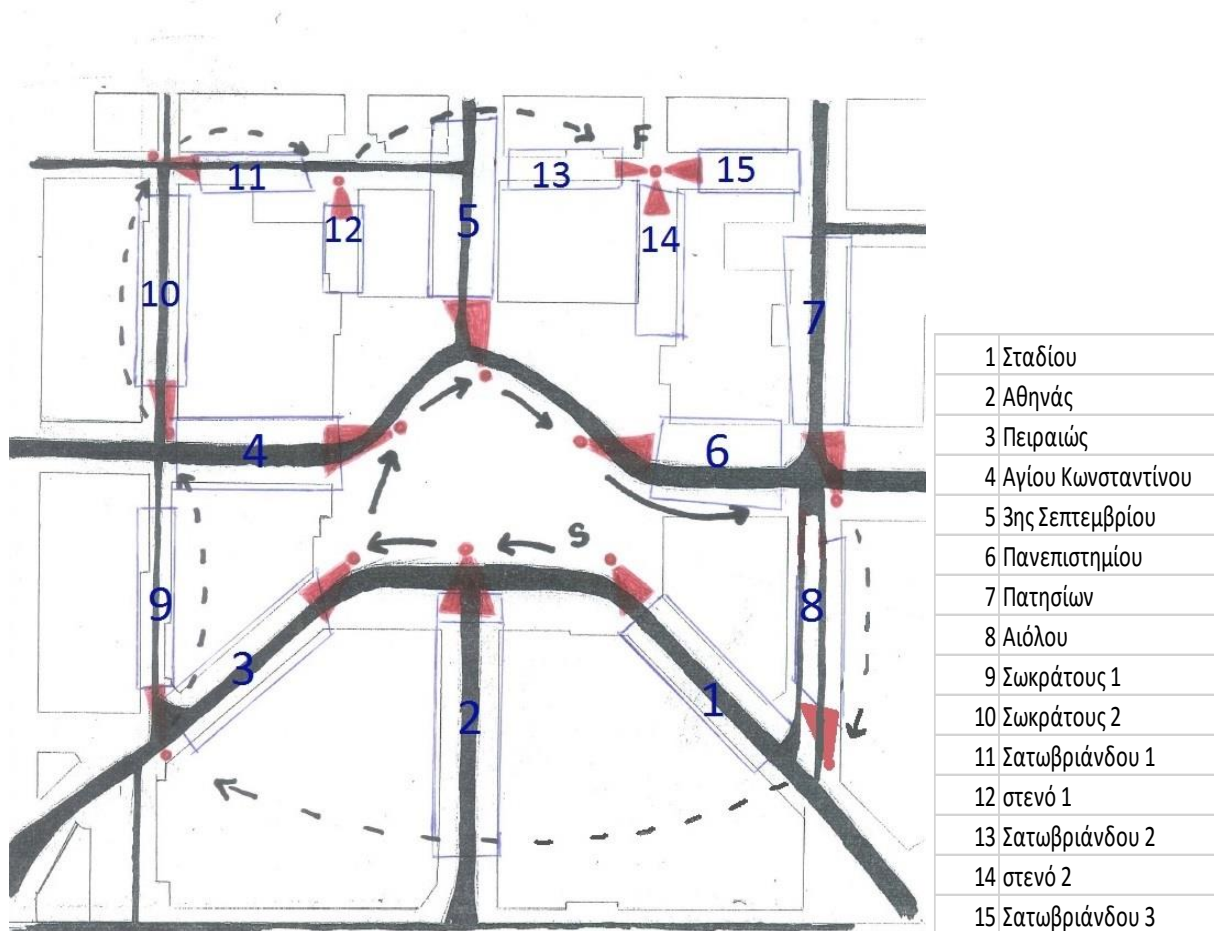 F
11
13
15
12
5
14
10
7
4
6
S
9
8
3
2
1
1 Σταδίου
2 Αθηνάς
3 Πειραιώς
4 Αγίου Κωνσταντίνου
5 3ης Σεπτεμβρίου
6 Πανεπιστημίου
7 Πατησίων
8 Αιόλου
9 Σωκράτους 1
10 Σωκράτους 2
11 Σατωβριάνδου 1
12 στενό 1
13 Σατωβριάνδου 2
14 στενό 2
15 Σατωβριάνδου 3